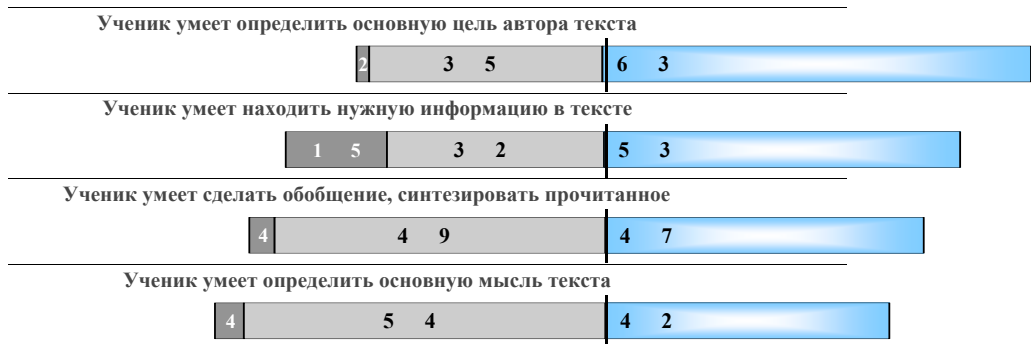 Ученик умеет определить основную цель автора текста
2 3 5 6 3
Ученик умеет находить нужную информацию в тексте
1 5 3 2 5 3
Ученик умеет сделать обобщение, синтезировать прочитанное
4 4 9 4 7
Ученик умеет определить основную мысль текста
4 5 4 4 2